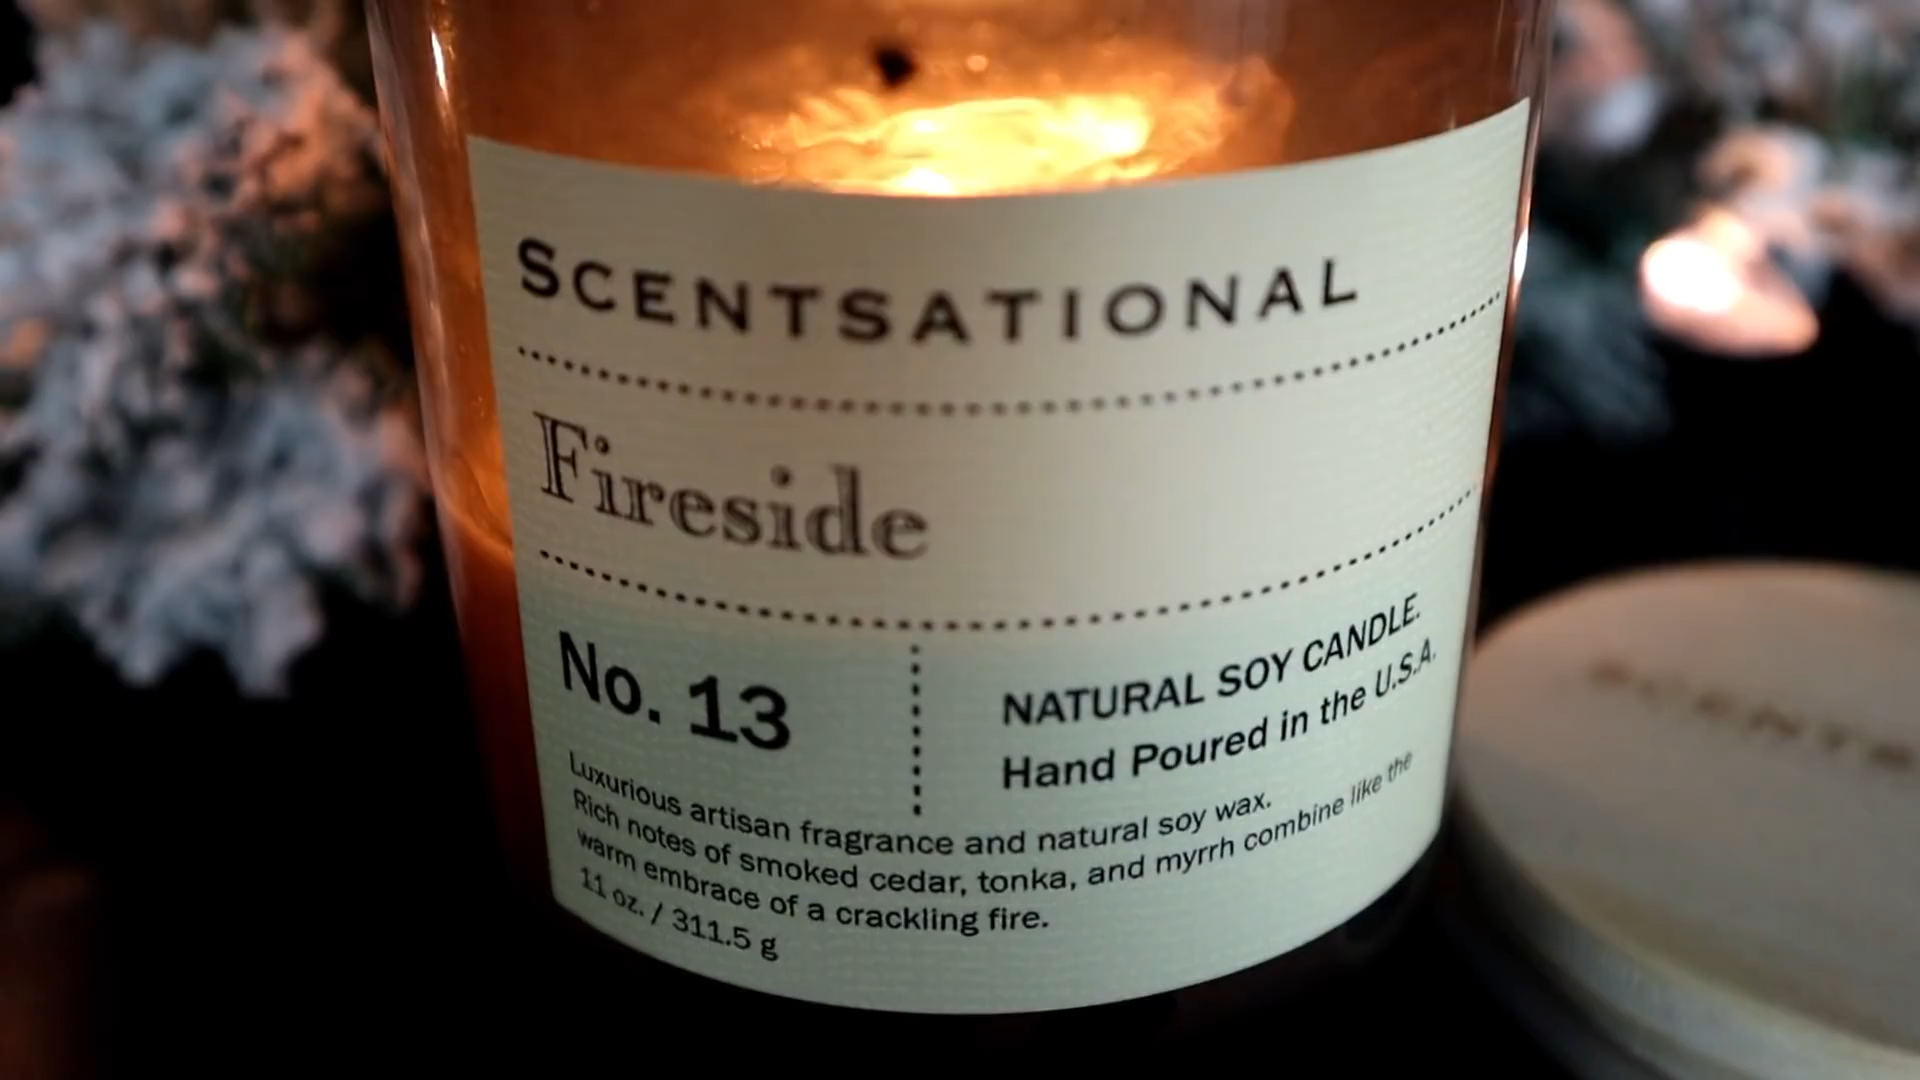 SCENTSATIONAL
Fireside
No. 13
NATURAL SOY CANDLE.
Hand Poured in the U.S.A.
Luxurious artisan fragrance and natural soy wax.
Rich notes of smoked cedar, tonka, and myrrh combine like the
warm embrace of a crackling fire.
11 oz. / 311.5 g
SCENTS